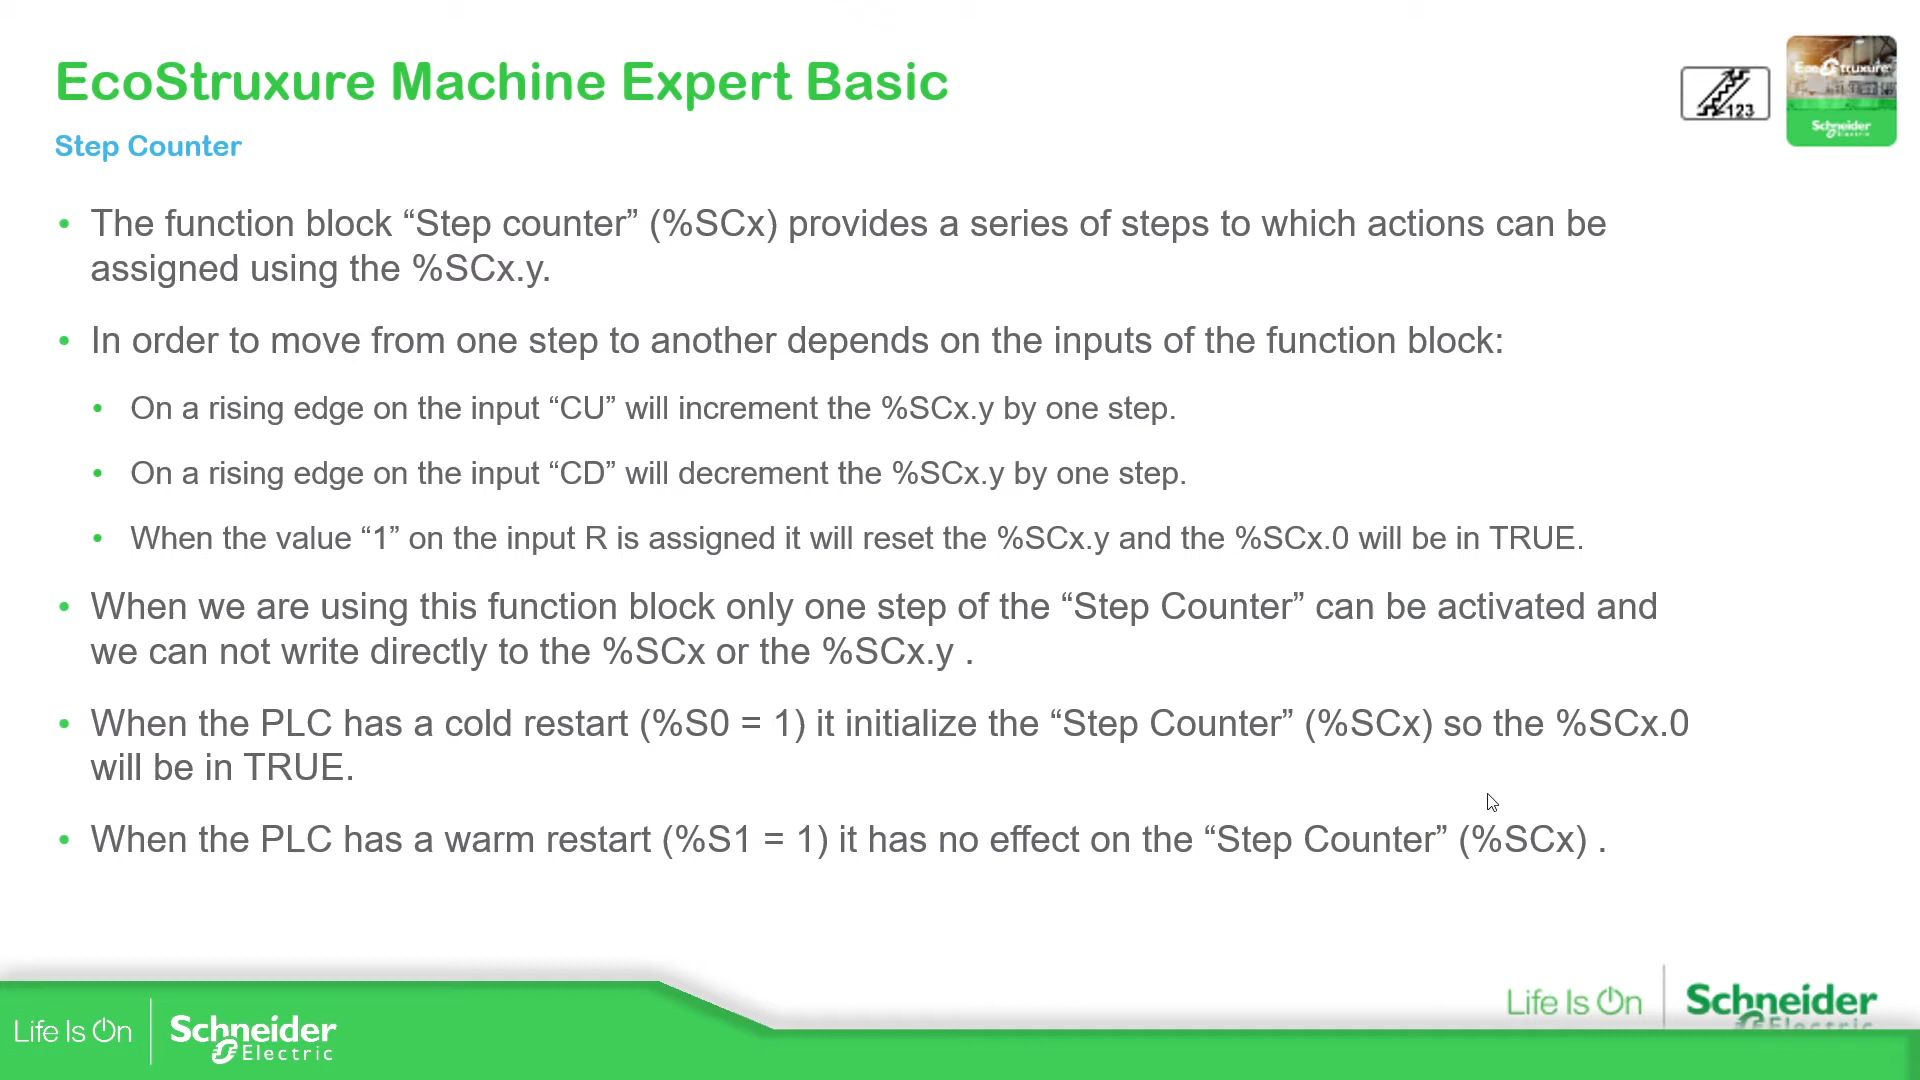 EcoStruxure Machine Expert Basic
Step Counter
123
EcoStruxure
Schneider
Electric
• The function block “Step counter” (%SCx) provides a series of steps to which actions can be
assigned using the %SCx.y.
• In order to move from one step to another depends on the inputs of the function block:
• On a rising edge on the input “CU” will increment the %SCx.y by one step.
• On a rising edge on the input “CD” will decrement the %SCx.y by one step.
• When the value “1” on the input R is assigned it will reset the %SCx.y and the %SCx.0 will be in TRUE.
• When we are using this function block only one step of the “Step Counter” can be activated and
we can not write directly to the %SCx or the %SCx.y .
• When the PLC has a cold restart (%S0 = 1) it initialize the “Step Counter” (%SCx) so the %SCx.0
will be in TRUE.
• When the PLC has a warm restart (%S1 = 1) it has no effect on the “Step Counter” (%SCx) .
Life Is On
Schneider
Electric
Life Is On
Schneider
Electric